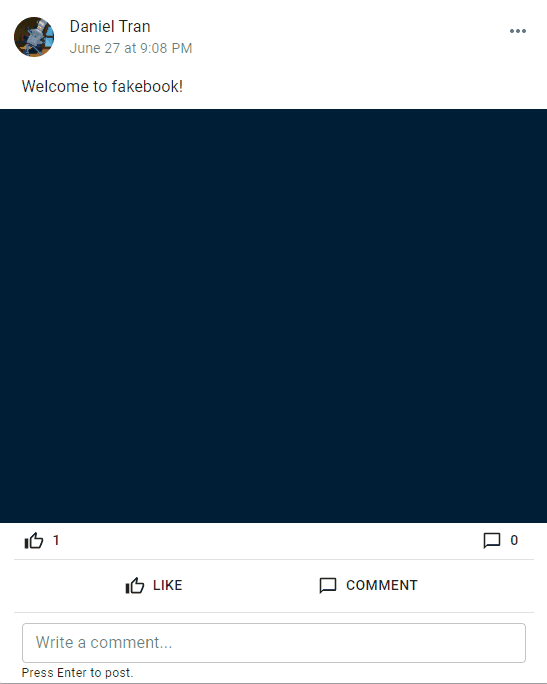 Daniel Tran
June 27 at 9:08 PM
Welcome to fakebook!
1
0
LIKE
COMMENT
Write a comment...
Press Enter to post.